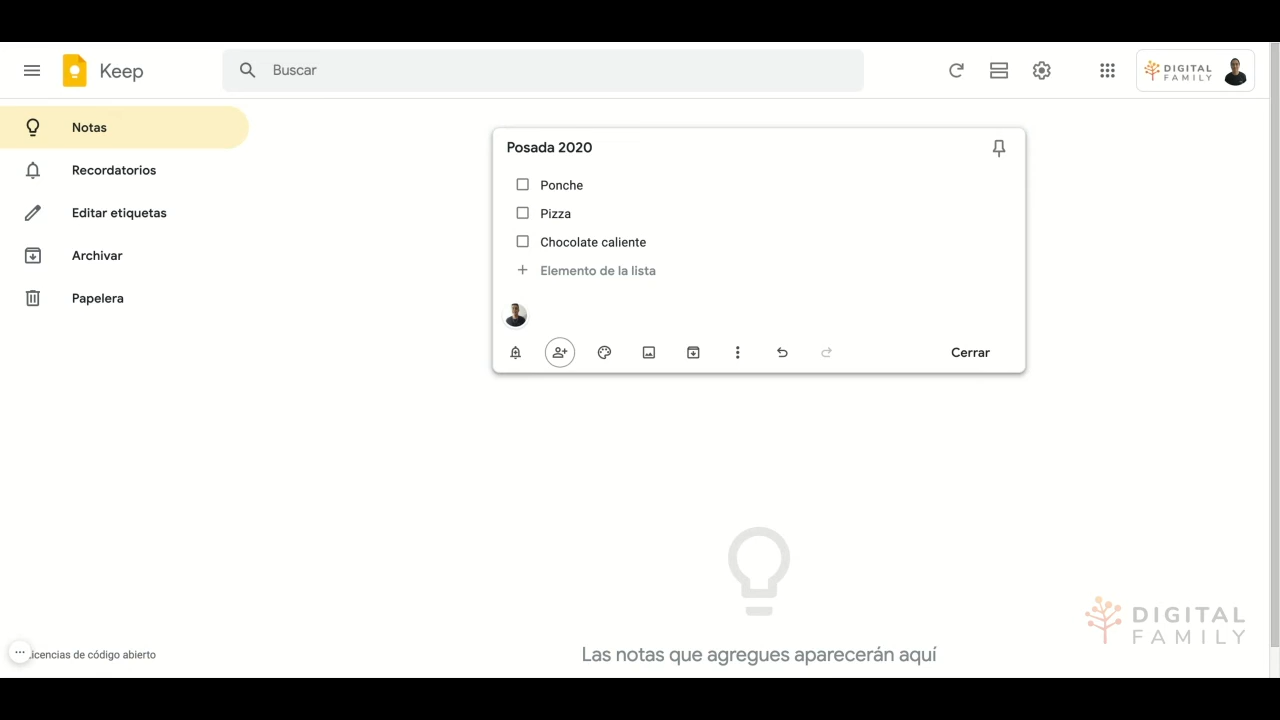 Keep
Buscar
DIGITAL
FAMILY
Notas
Recordatorios
Editar etiquetas
Archivar
Papelera
Posada 2020
Ponche
Pizza
Chocolate caliente
+ Elemento de la lista
Cerrar
Las notas que agregues aparecerán aquí
icencias de código abierto
DIGITAL
FAMILY